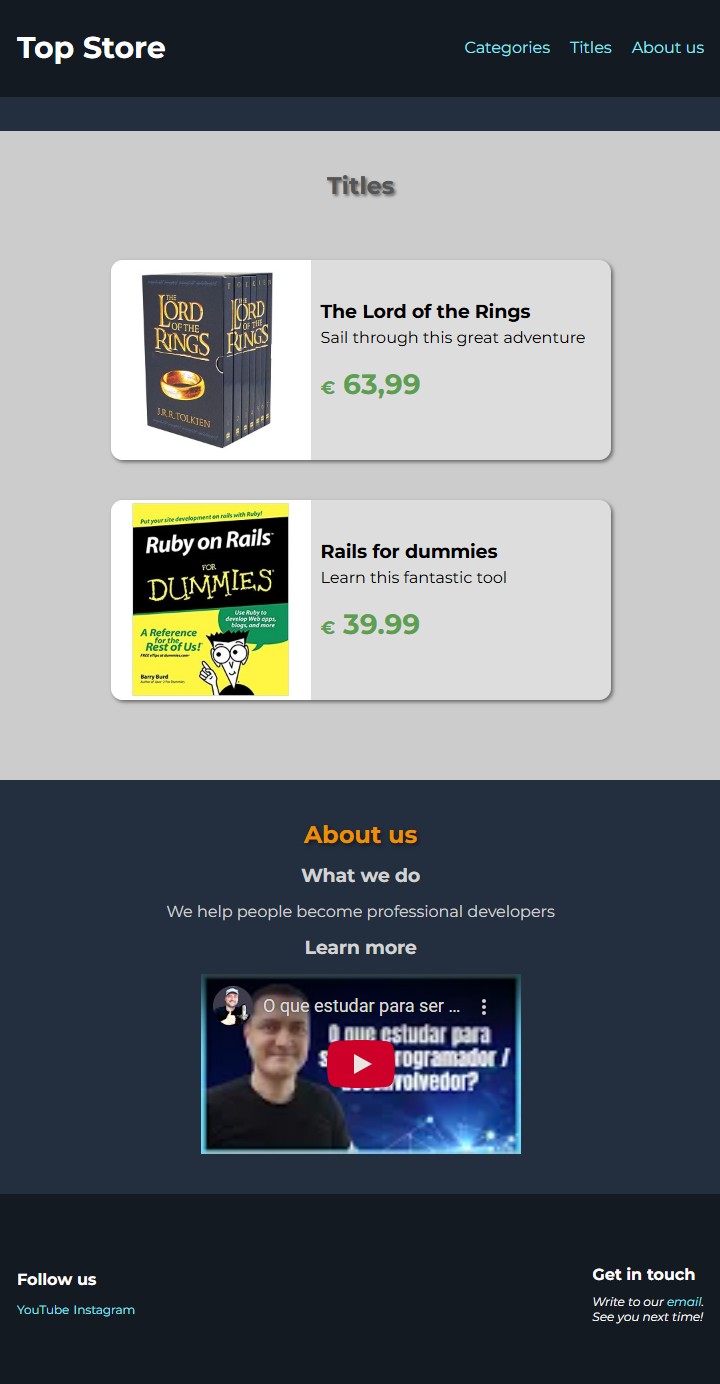 Top Store
Categories Titles About us
Titles
THE
LORD
OF THE
RINGS
J.R.R. TOLKIEN
The Lord of the Rings
Sail through this great adventure
€ 63,99
Put your site development on rails with Ruby!
Ruby on Rails
FOR
DUMMIES
Use Ruby to
develop Web apps,
blogs, and more
A Reference
for the
Rest of Us!
FREE eTips at dummies.com
Barry Burd
Rails for dummies
Learn this fantastic tool
€ 39.99
About us
What we do
We help people become professional developers
Learn more
O que estudar para ser ...
O que estudar para
desenvolvedor?
Follow us
YouTube Instagram
Get in touch
Write to our email.
See you next time!